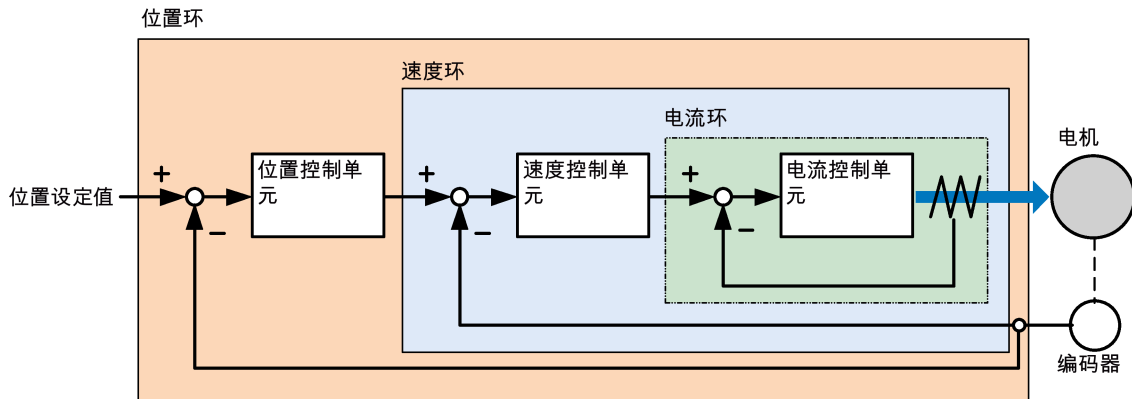 位置环
速度环
电流环
电机
位置控制单
元
速度控制单
元
电流控制单
元
位置设定值
+
+
+
−
−
−
编码器